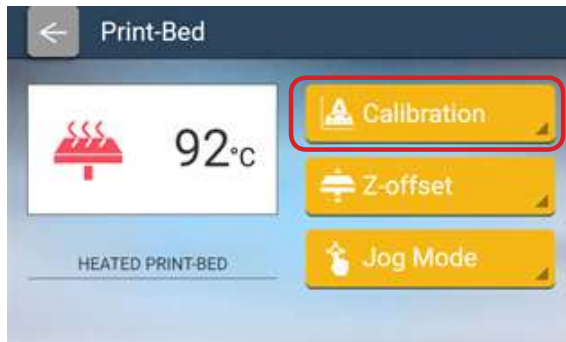 Print-Bed
92°C
HEATED PRINT-BED
Calibration
Z-offset
Jog Mode